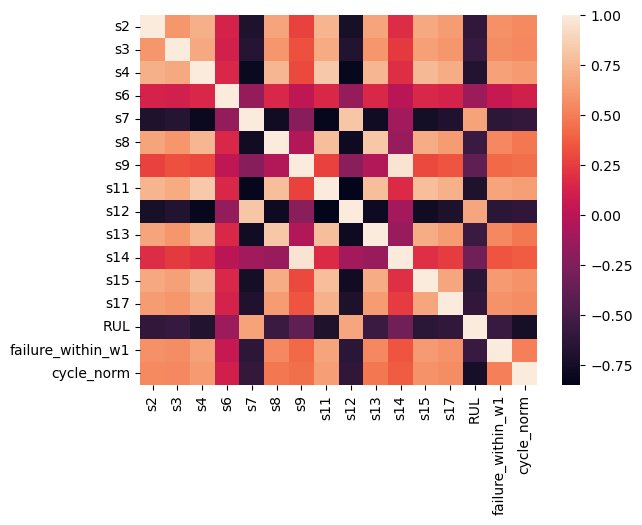 s2
s3
s4
s6
s7
s8
s9
s11
s12
s13
s14
s15
s17
RUL
failure_within_w1
cycle_norm
s2
s3
s4
s6
s7
s8
s9
s11
s12
s13
s14
s15
s17
RUL
failure_within_w1
cycle_norm
1.00
0.75
0.50
0.25
0.00
−0.25
−0.50
−0.75